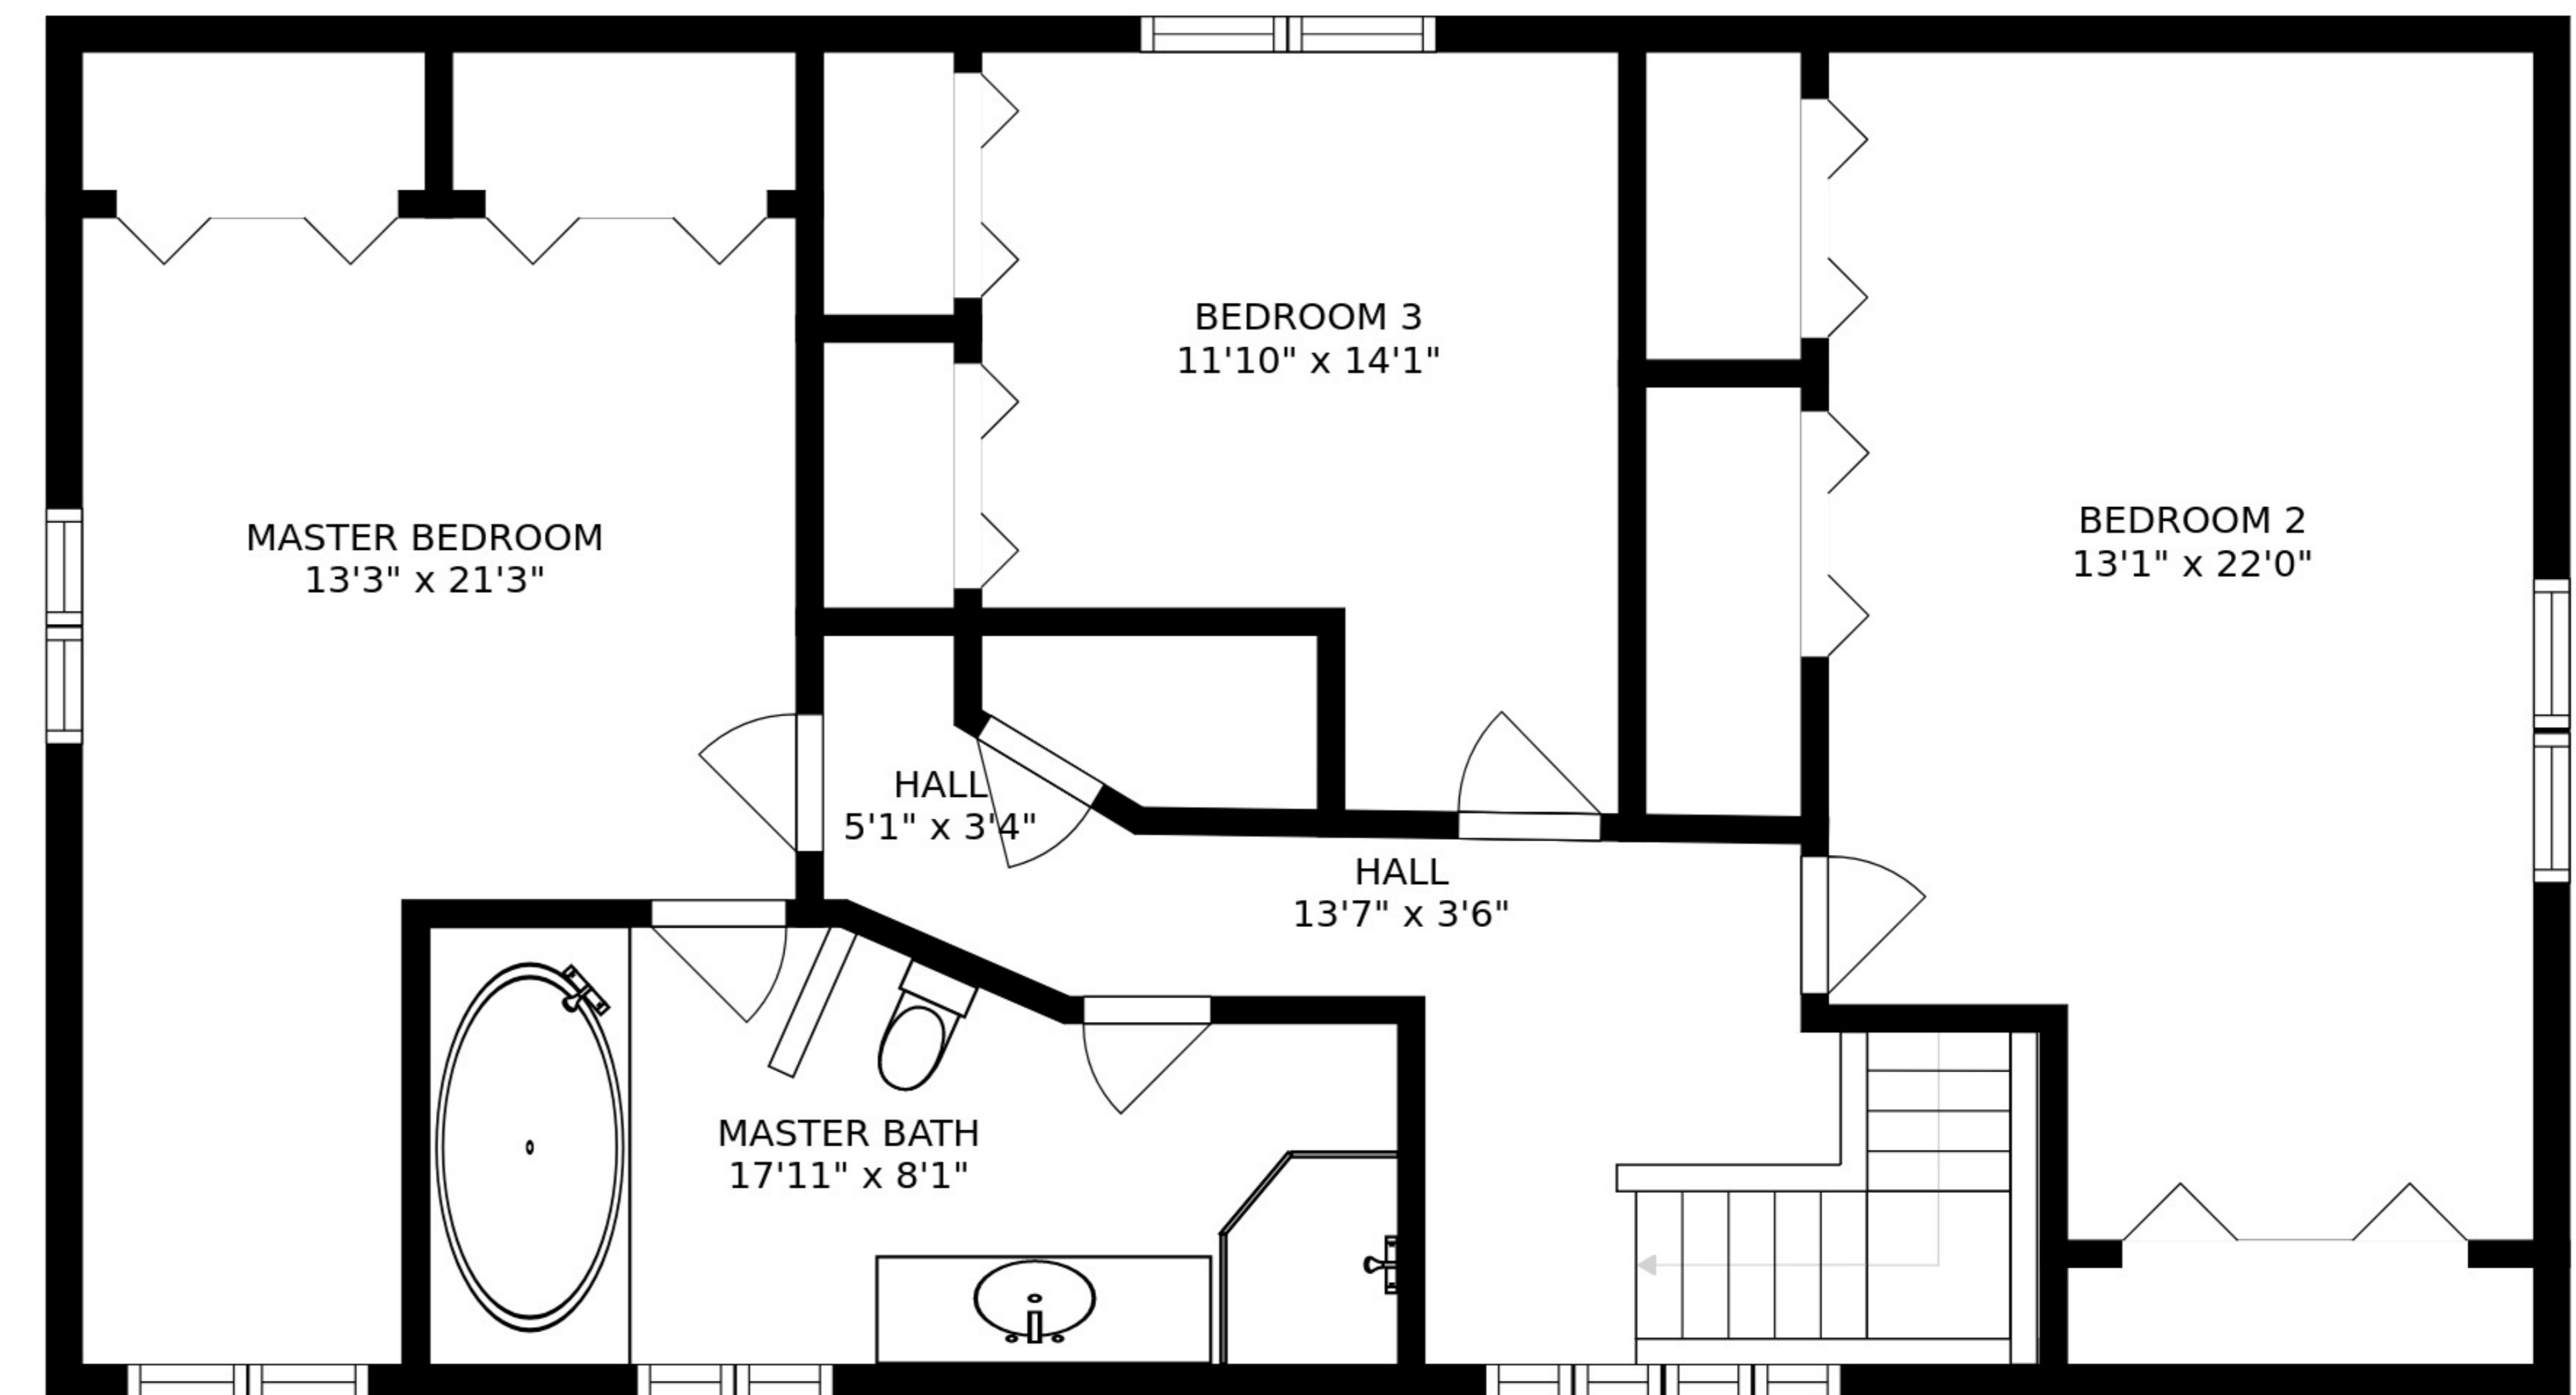 BEDROOM 3
11'10" x 14'1"
MASTER BEDROOM
13'3" x 21'3"
BEDROOM 2
13'1" x 22'0"
HALL
5'1" x 3'4"
HALL
13'7" x 3'6"
MASTER BATH
17'11" x 8'1"